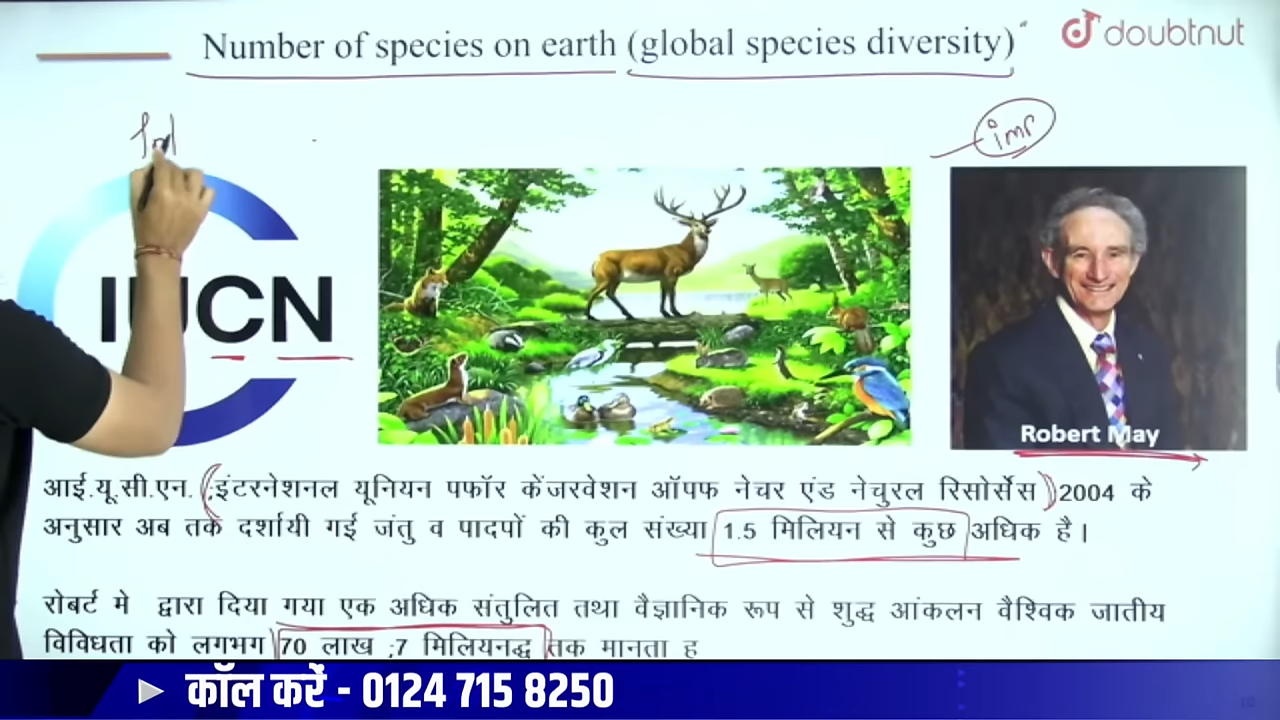 Number of species on earth (global species diversity)
doubtnut
imp
IUCN
Robert May
आई.यू.सी.एन. (;इंटरनेशनल यूनियन पफॉर केंजरवेशन ऑपफ नेचर एंड नेचुरल रिसोर्सेस ) 2004 के
अनुसार अब तक दर्शायी गई जंतु व पादपों की कुल संख्या 1.5 मिलियन से कुछ अधिक है।
रोबर्ट मे द्वारा दिया गया एक अधिक संतुलित तथा वैज्ञानिक रूप से शुद्ध आंकलन वैश्विक जातीय
विविधता को लगभग 70 लाख ;7 मिलियनद्ध तक मानता ह
कॉल करें - 0124 715 8250